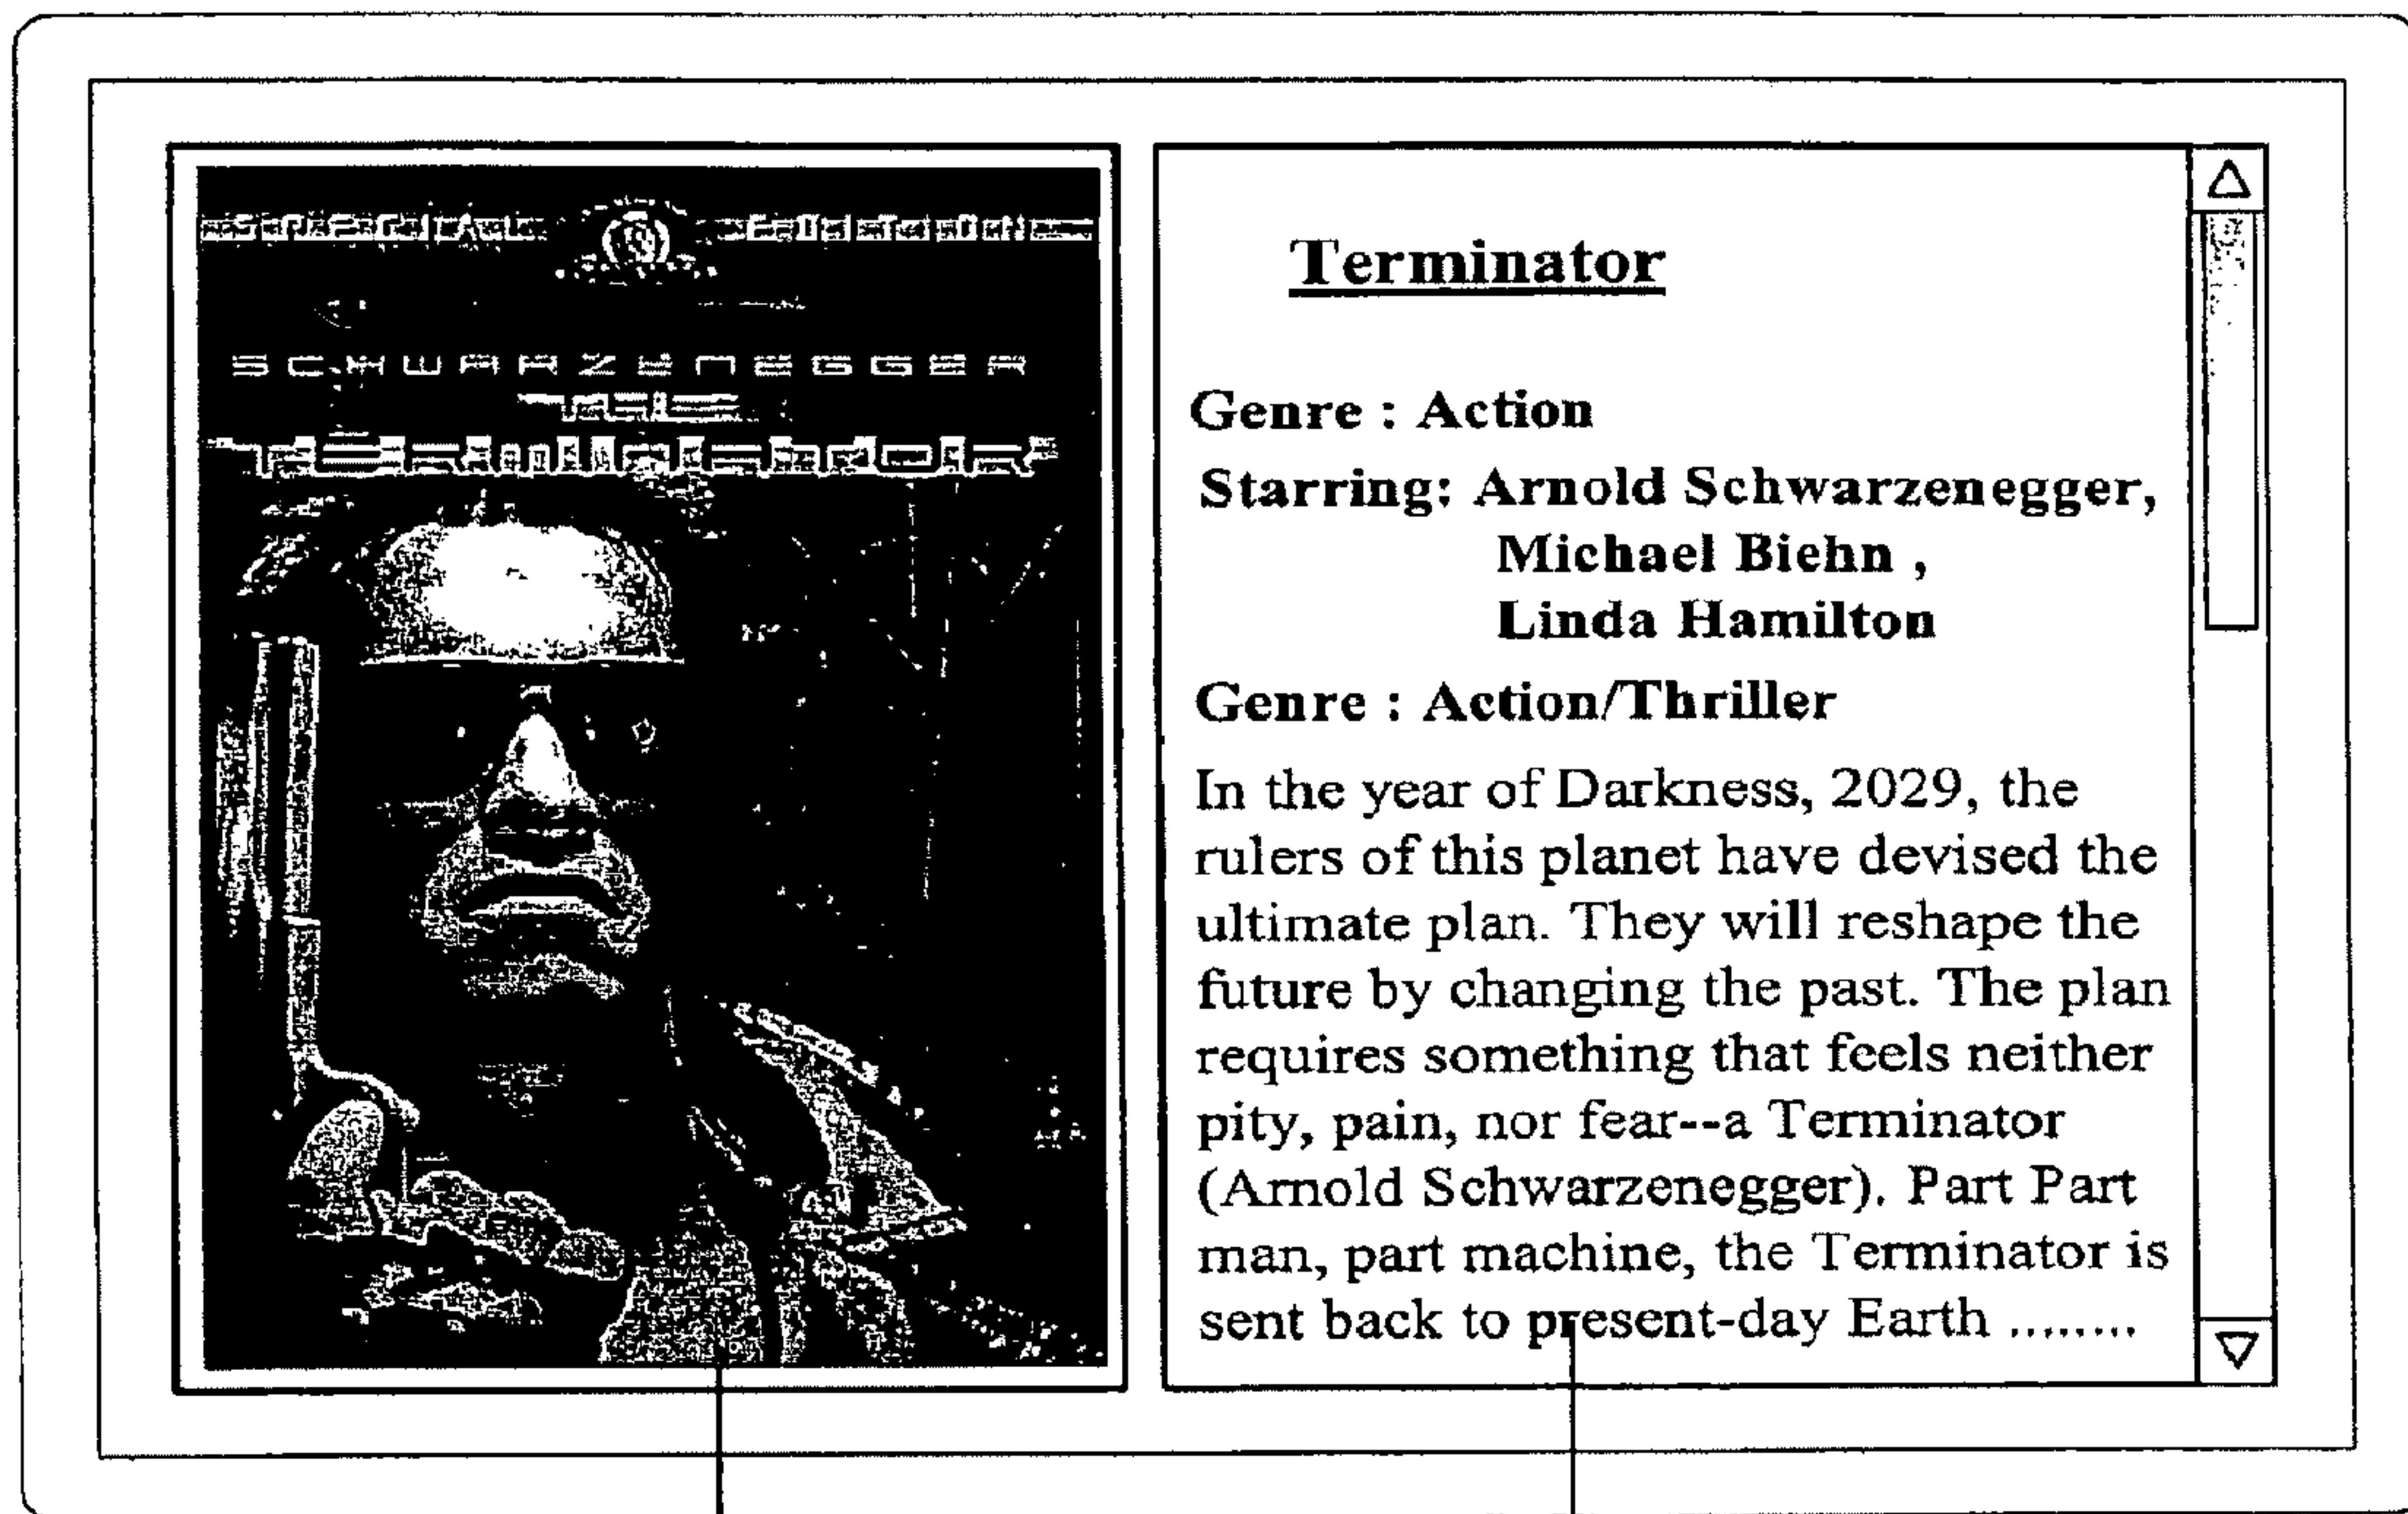 SCHWARZENEGGER
THE
TERMINATOR
Terminator
Genre : Action
Starring: Arnold Schwarzenegger,
Michael Biehn ,
Linda Hamilton
Genre : Action/Thriller
In the year of Darkness, 2029, the
rulers of this planet have devised the
ultimate plan. They will reshape the
future by changing the past. The plan
requires something that feels neither
pity, pain, nor fear--a Terminator
(Arnold Schwarzenegger). Part Part
man, part machine, the Terminator is
sent back to present-day Earth ........